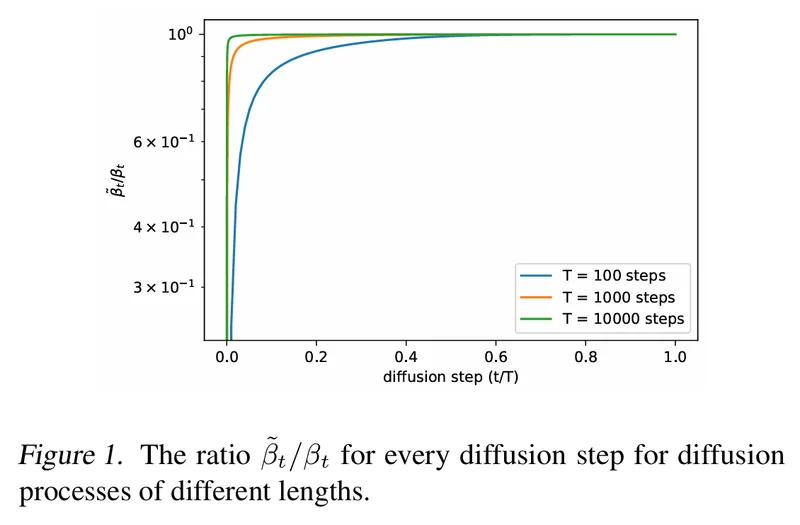 10⁰
6 × 10⁻¹
4 × 10⁻¹
3 × 10⁻¹
β̃ₜ/βₜ
T = 100 steps
T = 1000 steps
T = 10000 steps
0.0 0.2 0.4 0.6 0.8 1.0
diffusion step (t/T)
Figure 1. The ratio β̃ₜ/βₜ for every diffusion step for diffusion
processes of different lengths.